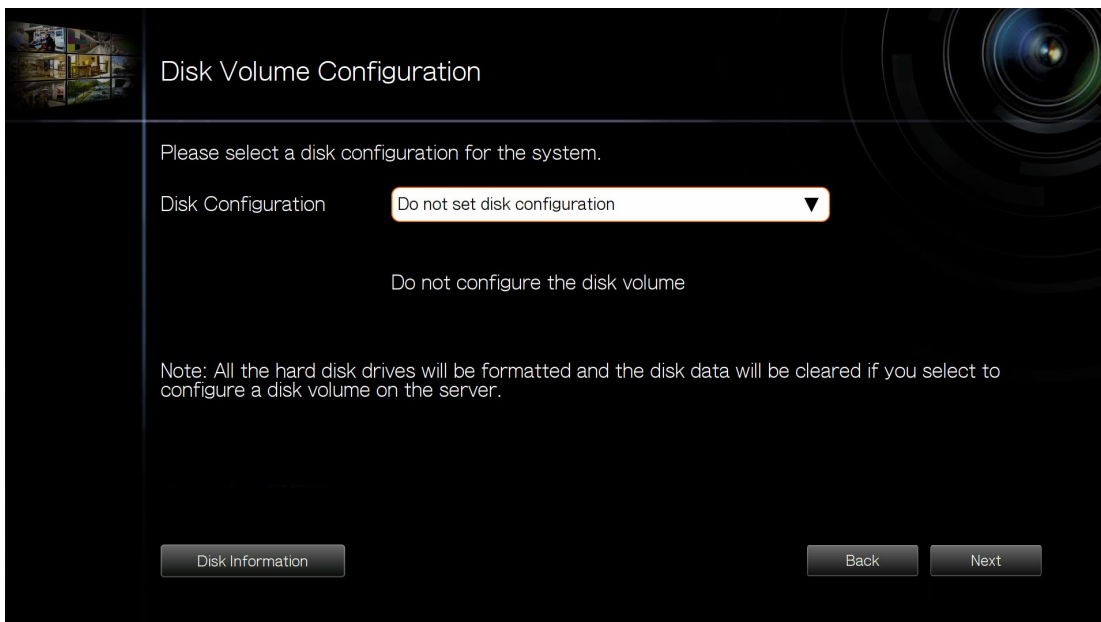 Disk Volume Configuration
Please select a disk configuration for the system.
Disk Configuration
Do not set disk configuration
Do not configure the disk volume
Note: All the hard disk drives will be formatted and the disk data will be cleared if you select to
configure a disk volume on the server.
Disk Information
Back
Next